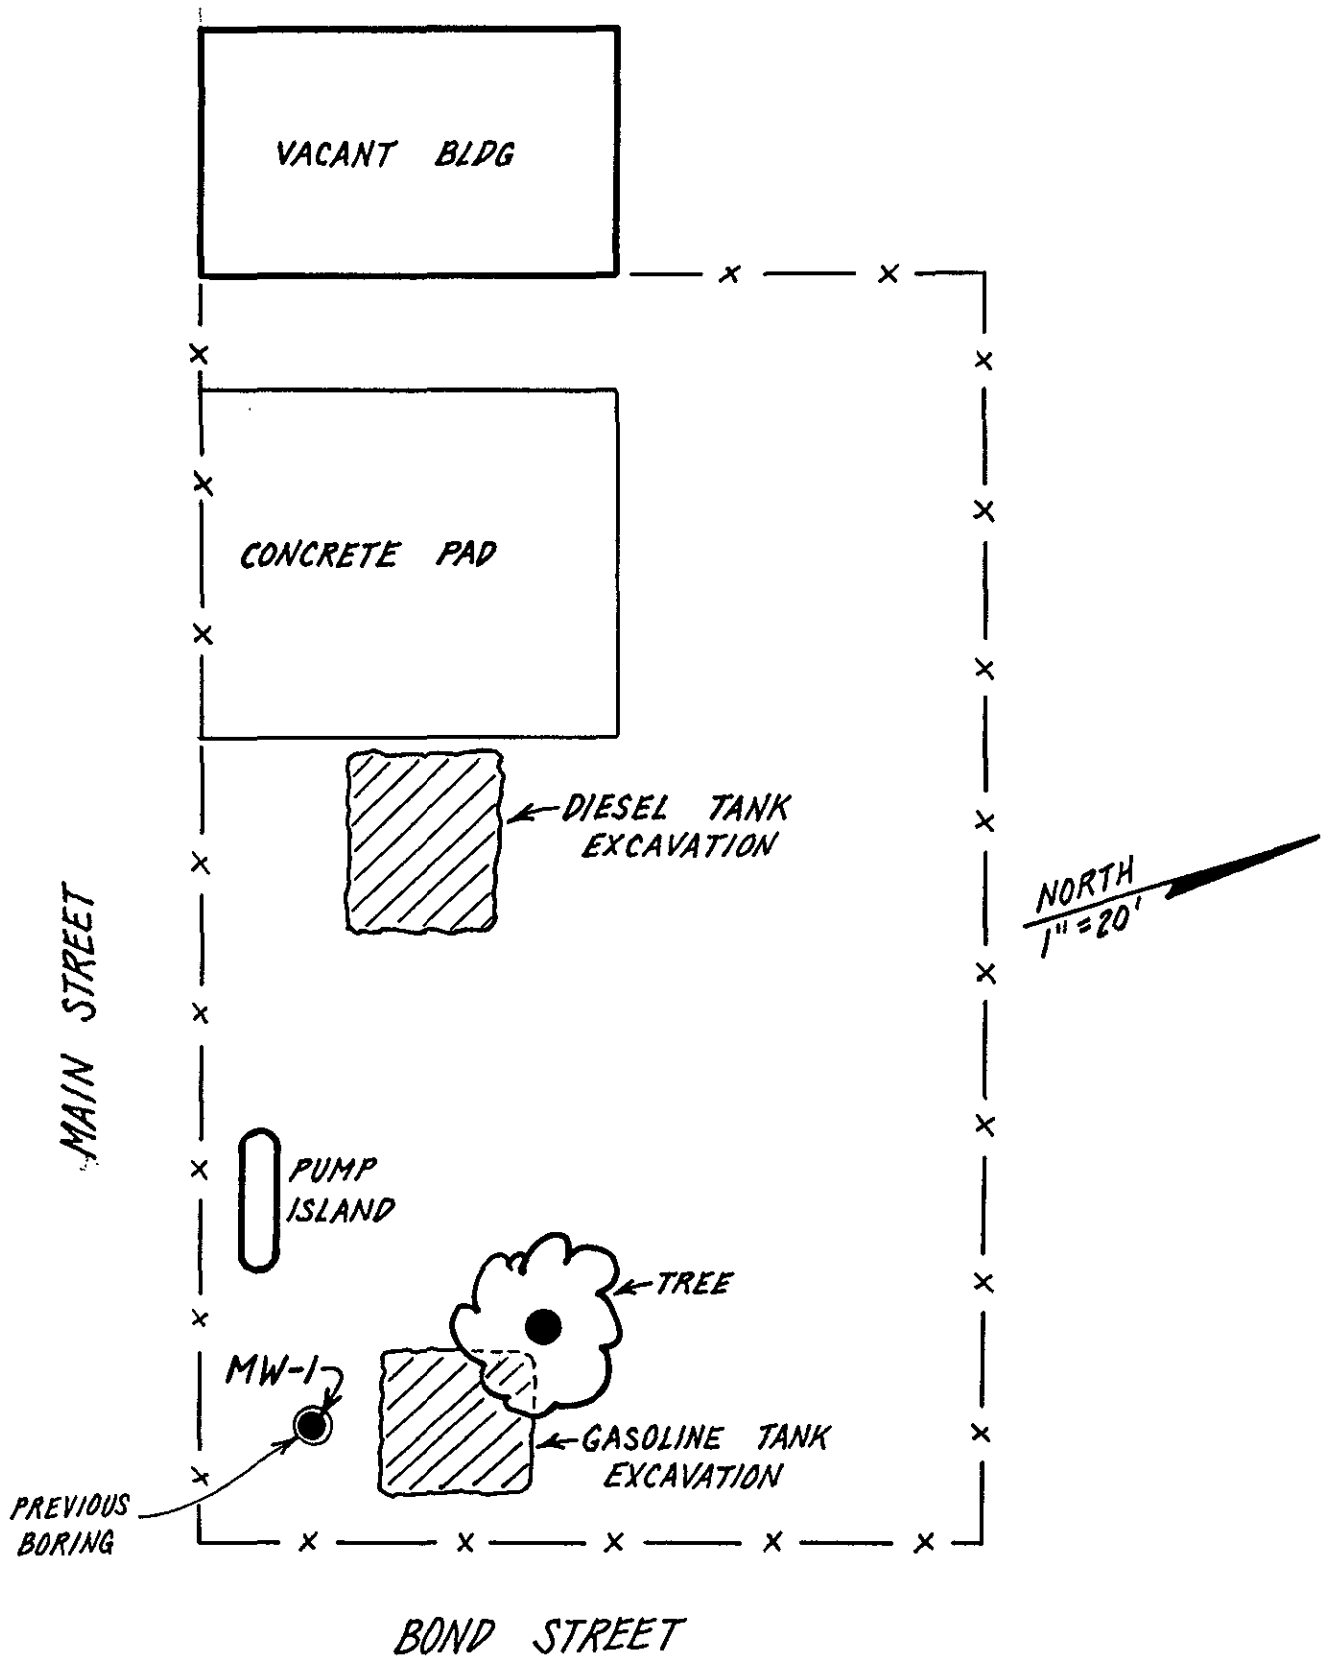 VACANT BLDG
CONCRETE PAD
DIESEL TANK
EXCAVATION
NORTH
1" = 20'
MAIN STREET
PUMP
ISLAND
TREE
MW-1
GASOLINE TANK
EXCAVATION
PREVIOUS
BORING
BOND STREET